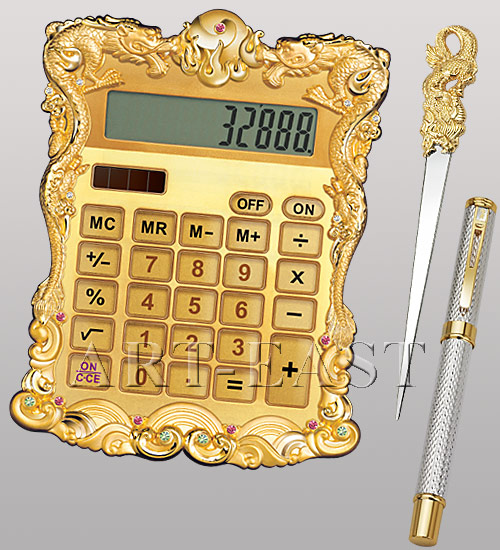 32888.
OFF ON
MC MR M− M+ ÷
+/− 7 8 9 ×
% 4 5 6 −
√ 1 2 3 +
ON
C·CE 0 =
ART-EAST